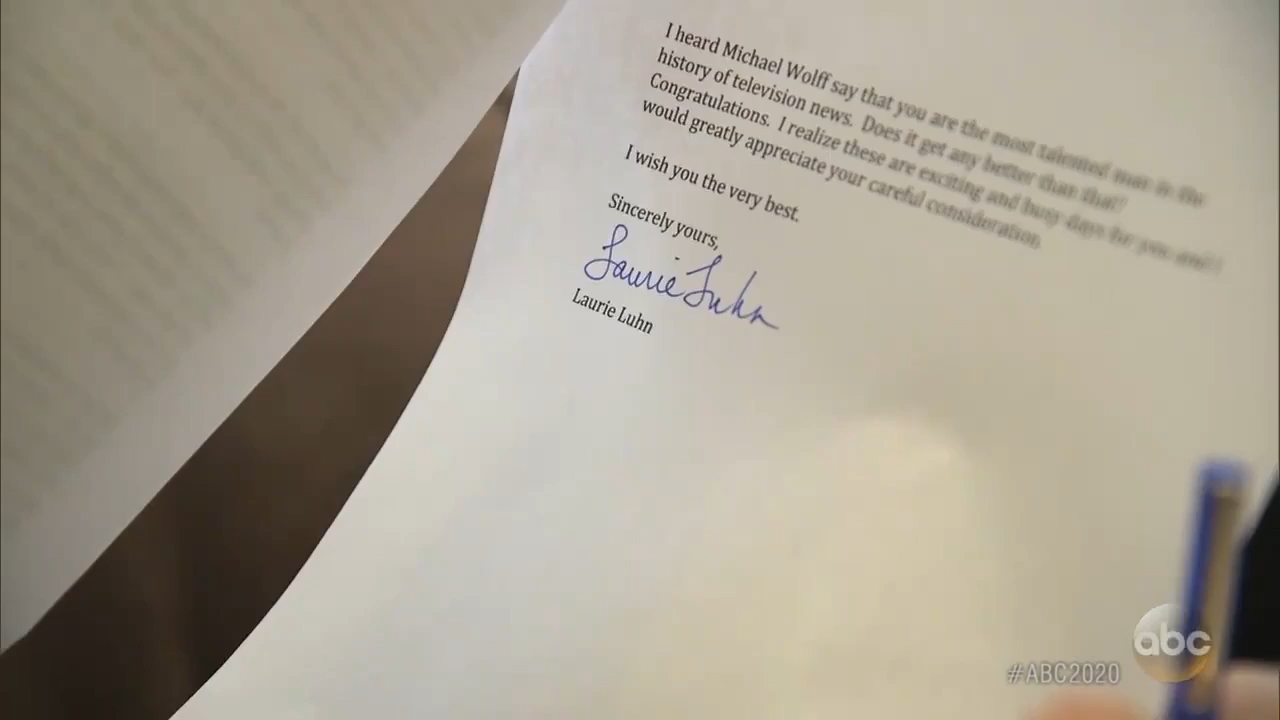 I heard Michael Wolff say that you are the most talented man in the
history of television news. Does it get any better than that?
Congratulations. I realize these are exciting and busy days for you and I
would greatly appreciate your careful consideration.
I wish you the very best.
Sincerely yours,
Laurie Luhn
Laurie Luhn
abc
#ABC2020